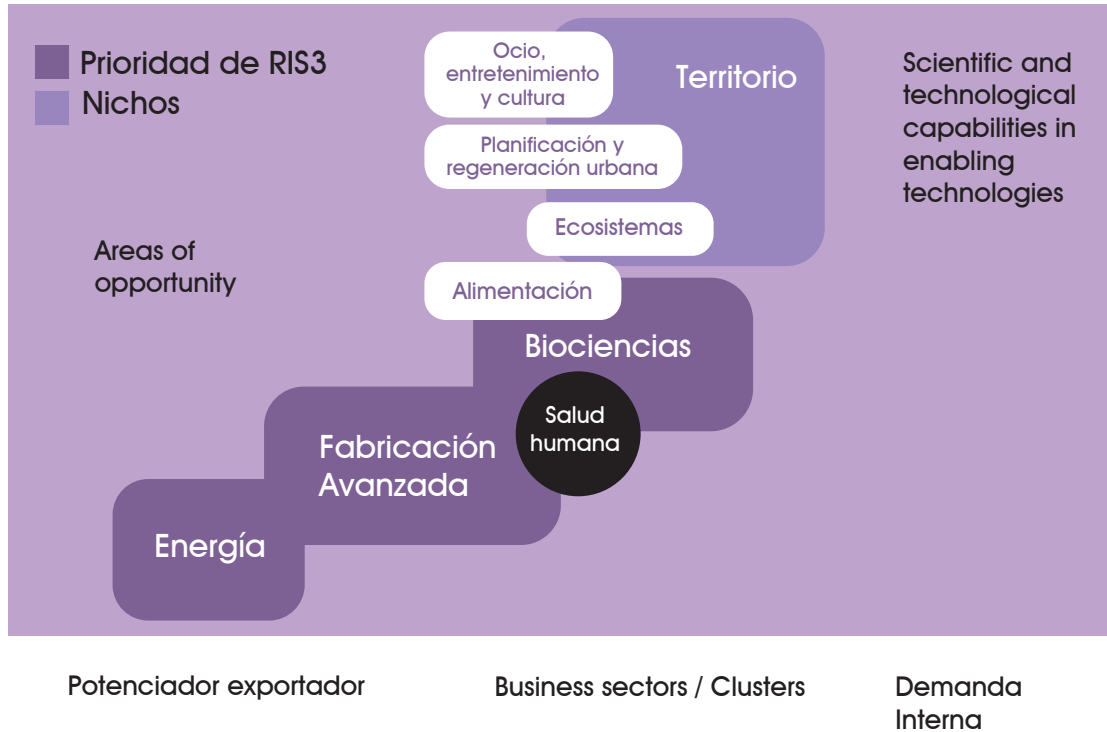 Prioridad de RIS3
Nichos
Ocio,
entretenimiento
y cultura
Territorio
Scientific and
technological
capabilities in
enabling
technologies
Planificación y
regeneración urbana
Ecosistemas
Areas of
opportunity
Alimentación
Biociencias
Salud
humana
Fabricación
Avanzada
Energía
Potenciador exportador
Business sectors / Clusters
Demanda
Interna